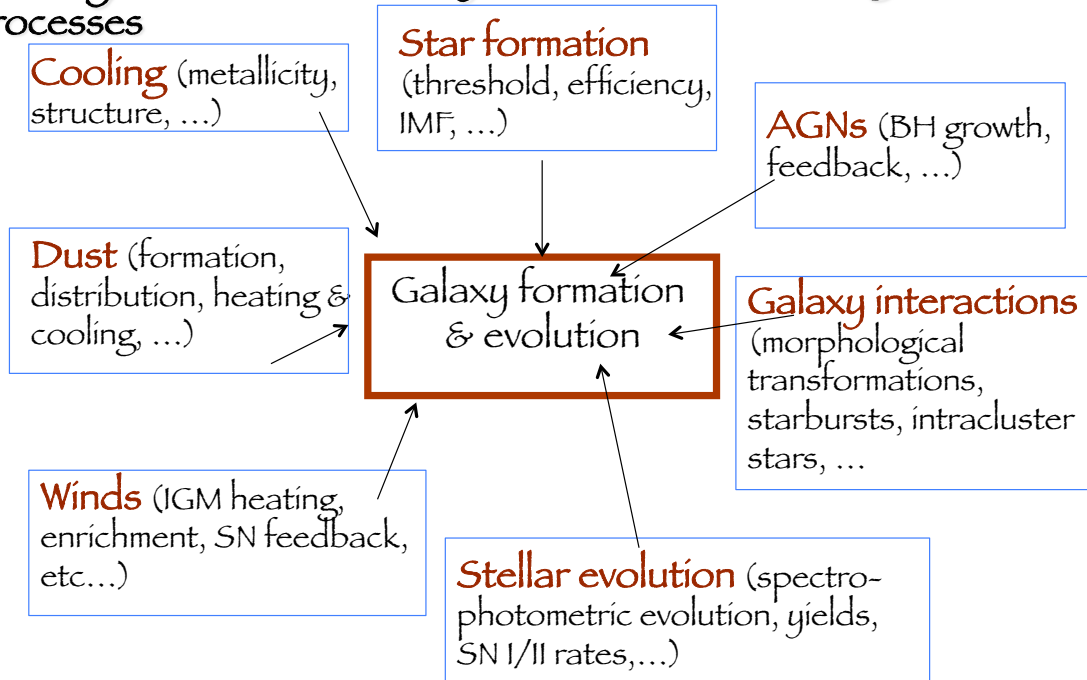 rocesses
Star formation
(threshold, efficiency,
IMF, …)
Cooling (metallicity,
structure, …)
AGNs (BH growth,
feedback, …)
Dust (formation,
distribution, heating &
cooling, …)
Galaxy formation
& evolution
Galaxy interactions
(morphological
transformations,
starbursts, intracluster
stars, …
Winds (IGM heating,
enrichment, SN feedback,
etc…)
Stellar evolution (spectro-
photometric evolution, yields,
SN I/II rates,…)